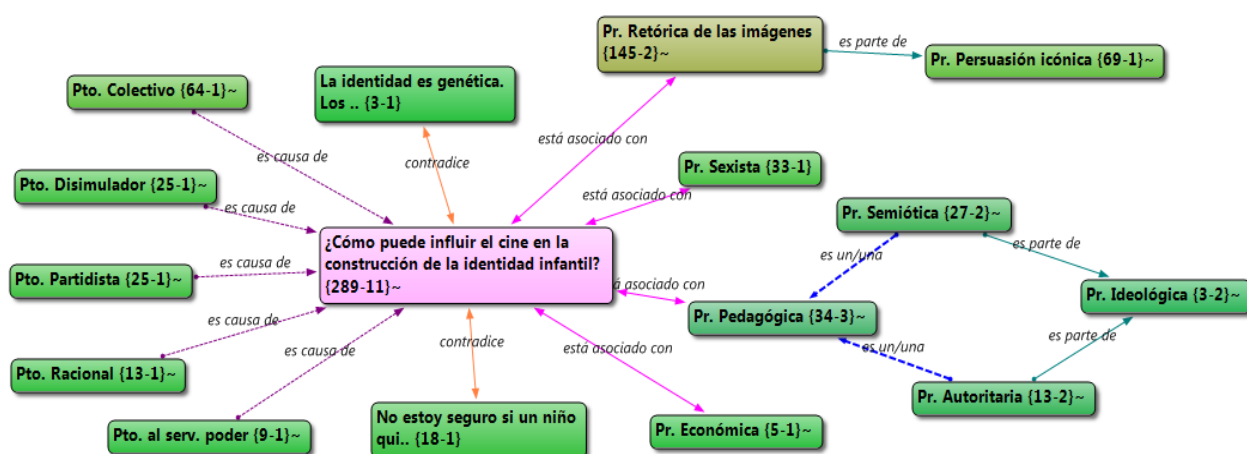 Pr. Retórica de las imágenes
{145-2}~
es parte de
Pr. Persuasión icónica {69-1}~
La identidad es genética.
Los .. {3-1}
Pto. Colectivo {64-1}~
está asociado con
es causa de
contradice
Pr. Sexista {33-1}
Pto. Disimulador {25-1}~
está asociado con
es causa de
Pr. Semiótica {27-2}~
¿Cómo puede influir el cine en la
construcción de la identidad infantil?
{289-11}~
es parte de
es un/una
Pto. Partidista {25-1}~
es causa de
á asociado con
Pr. Ideológica {3-2}~
Pr. Pedagógica {34-3}~
es causa de
es parte de
contradice
es causa de
está asociado con
es un/una
Pto. Racional {13-1}~
Pr. Autoritaria {13-2}~
No estoy seguro si un niño
qui.. {18-1}
Pto. al serv. poder {9-1}~
Pr. Económica {5-1}~